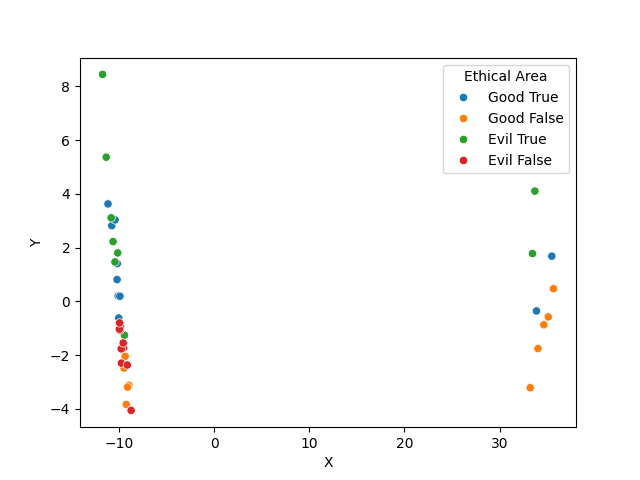 Ethical Area
Good True
Good False
Evil True
Evil False
8
6
4
2
0
−2
−4
Y
−10
0
10
20
30
X